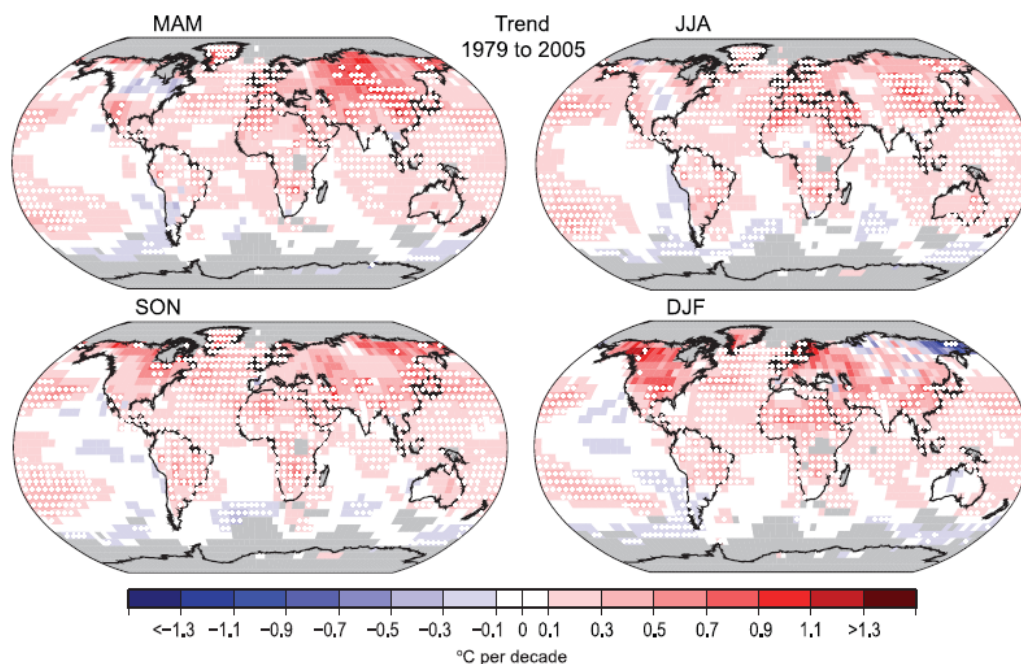 MAM
Trend
1979 to 2005
JJA
SON
DJF
<−1.3 −1.1 −0.9 −0.7 −0.5 −0.3 −0.1 0 0.1 0.3 0.5 0.7 0.9 1.1 >1.3
°C per decade